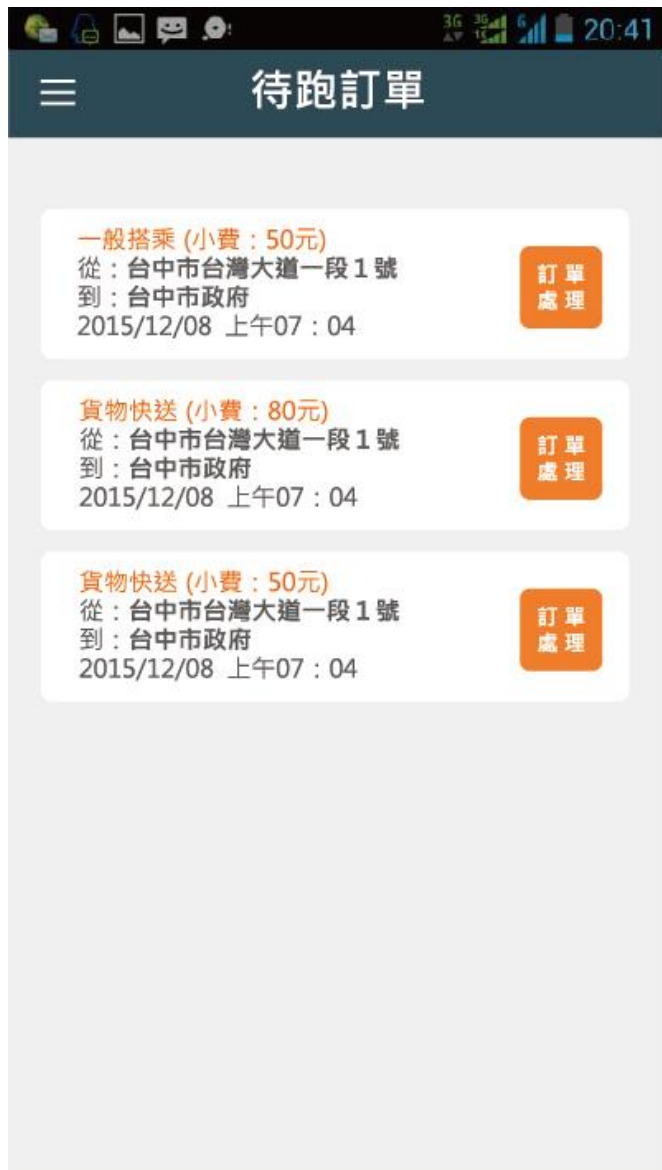 20:41
待跑訂單
一般搭乘 (小費：50元)
從：台中市台灣大道一段１號
到：台中市政府
2015/12/08 上午07：04
訂單
處理
貨物快送 (小費：80元)
從：台中市台灣大道一段１號
到：台中市政府
2015/12/08 上午07：04
訂單
處理
貨物快送 (小費：50元)
從：台中市台灣大道一段１號
到：台中市政府
2015/12/08 上午07：04
訂單
處理